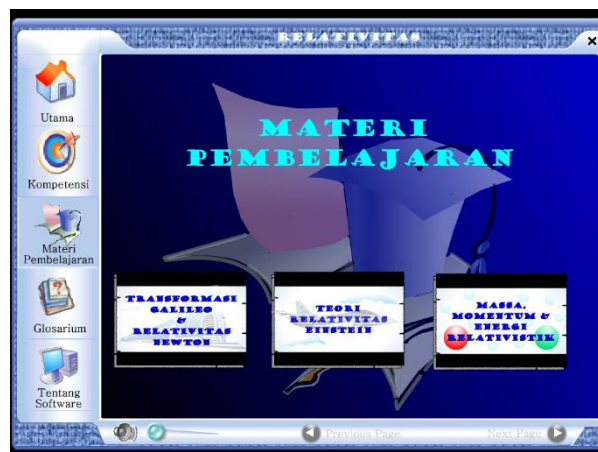 RELATIVITAS
Utama
Kompetensi
Materi
Pembelajaran
Glosarium
Tentang
Software
MATERI
PEMBELAJARAN
TRANSFORMASI
GALILEO
&
RELATIVITAS
NEWTON
TEORI
RELATIVITAS
EINSTEIN
MASSA,
MOMENTUM &
ENERGI
RELATIVISTIK
Previous Page
Next Page